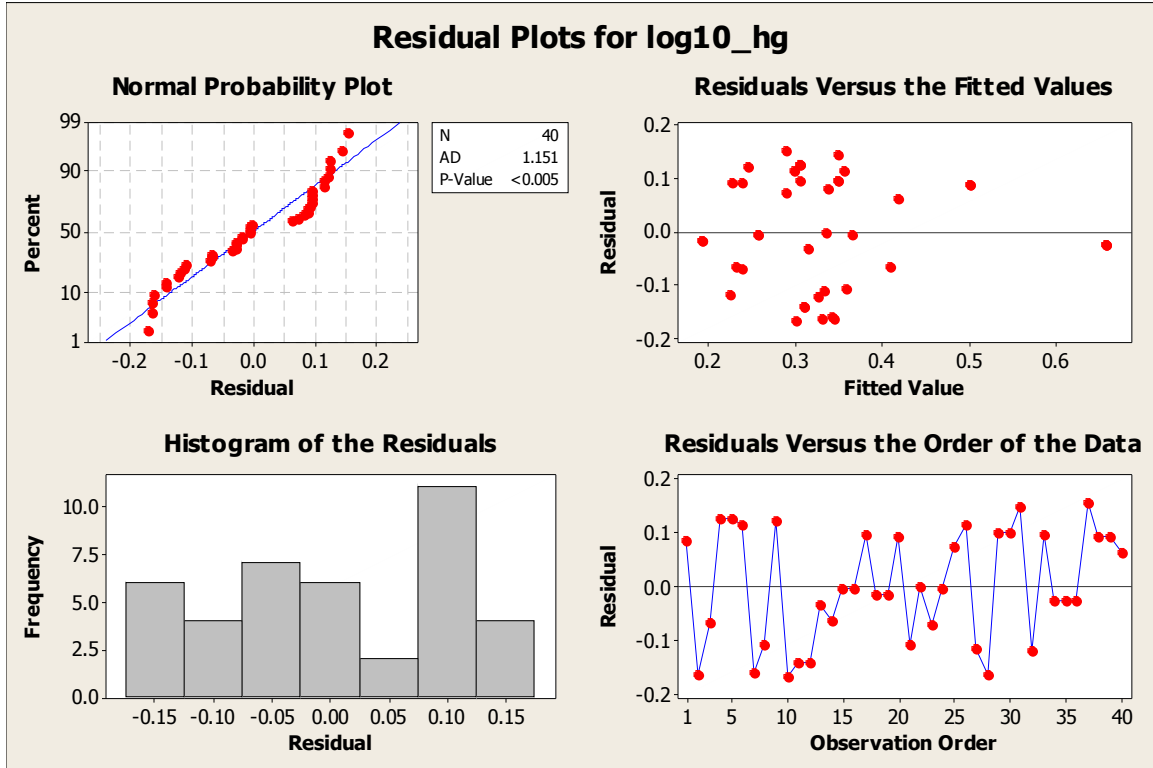 Residual Plots for log10_hg
Normal Probability Plot
99
90
50
10
1
Percent
-0.2 -0.1 0.0 0.1 0.2
Residual
N 40
AD 1.151
P-Value <0.005
Residuals Versus the Fitted Values
0.2
0.1
0.0
-0.1
-0.2
Residual
0.2 0.3 0.4 0.5 0.6
Fitted Value
Histogram of the Residuals
10.0
7.5
5.0
2.5
0.0
Frequency
-0.15 -0.10 -0.05 0.00 0.05 0.10 0.15
Residual
Residuals Versus the Order of the Data
0.2
0.1
0.0
-0.1
-0.2
Residual
1 5 10 15 20 25 30 35 40
Observation Order